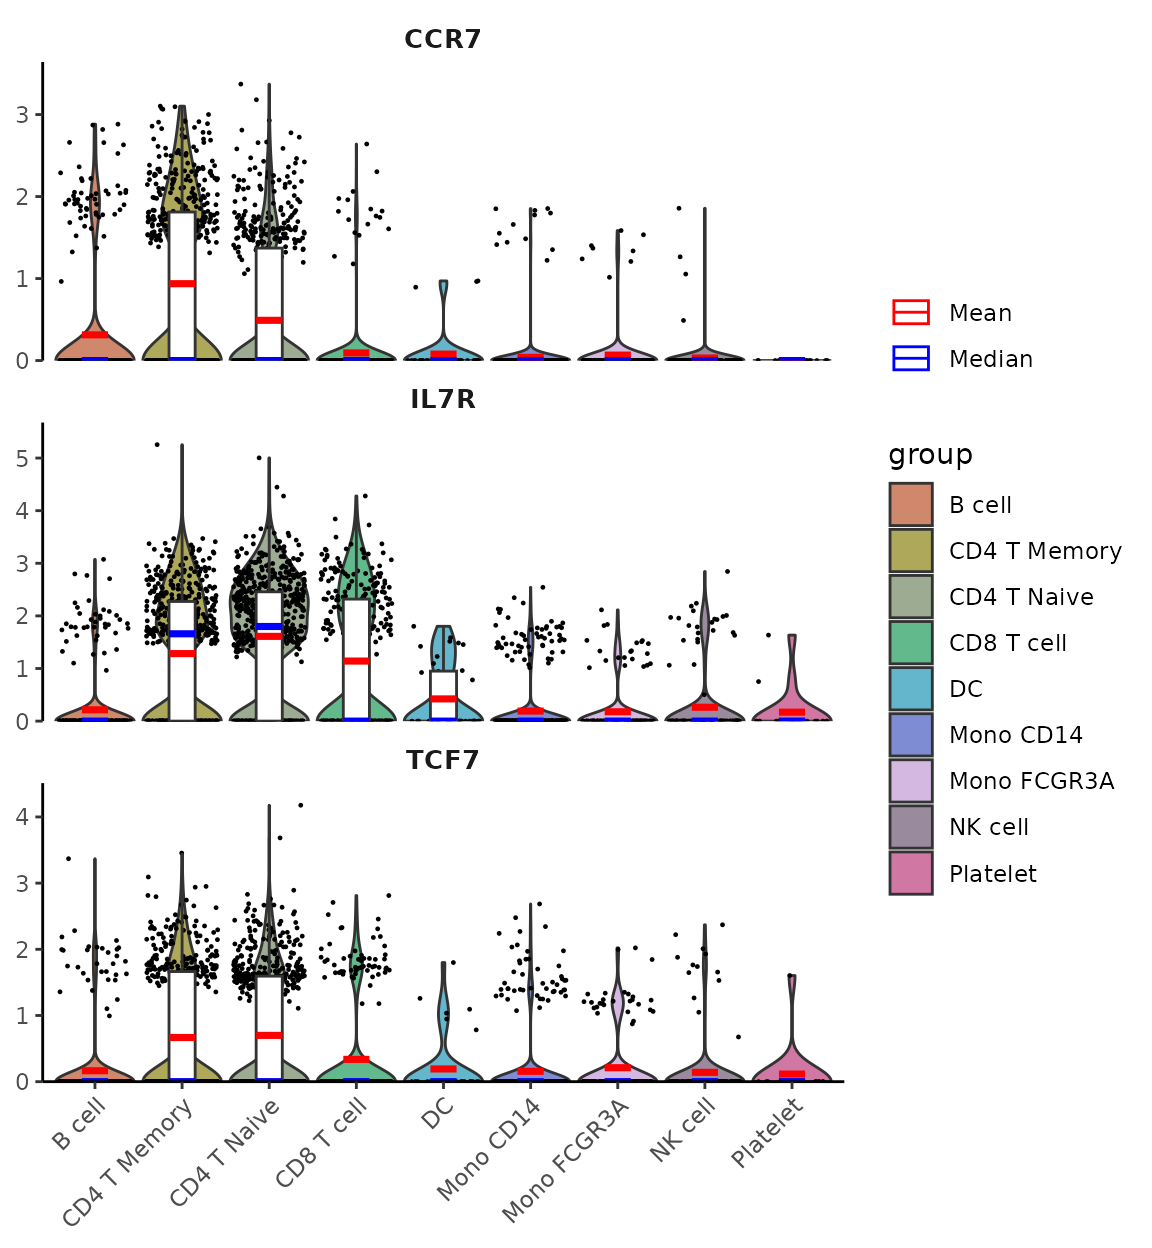 CCR7
3
2
1
0
IL7R
5
4
3
2
1
0
TCF7
4
3
2
1
0
B cell
CD4 T Memory
CD4 T Naive
CD8 T cell
DC
Mono CD14
Mono FCGR3A
NK cell
Platelet
Mean
Median
group
B cell
CD4 T Memory
CD4 T Naive
CD8 T cell
DC
Mono CD14
Mono FCGR3A
NK cell
Platelet